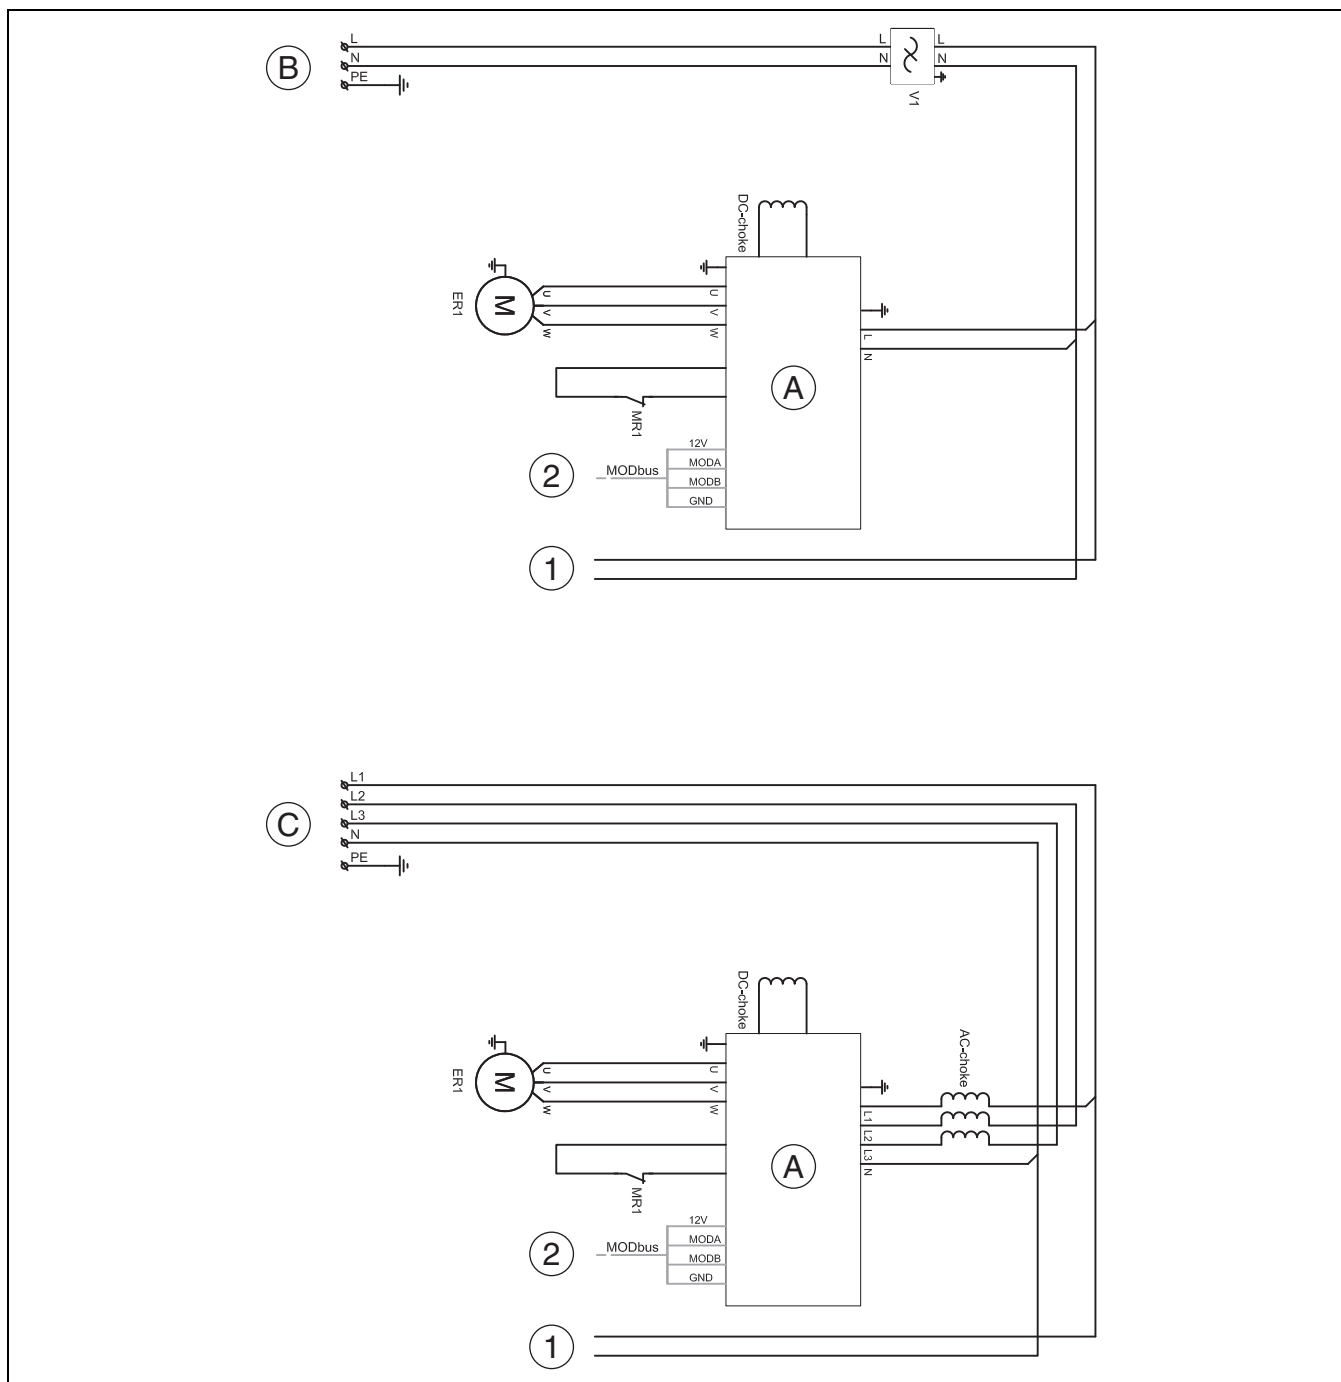 L
N
PE
B
L
N
L
N
V1
DC-choke
ER1
M
U
V
W
U
V
W
L
N
A
MR1
2
MODbus
12V
MODA
MODB
GND
1
L1
L2
L3
N
PE
C
DC-choke
AC-choke
ER1
M
U
V
W
U
V
W
L1
L2
L3
N
A
MR1
2
MODbus
12V
MODA
MODB
GND
1